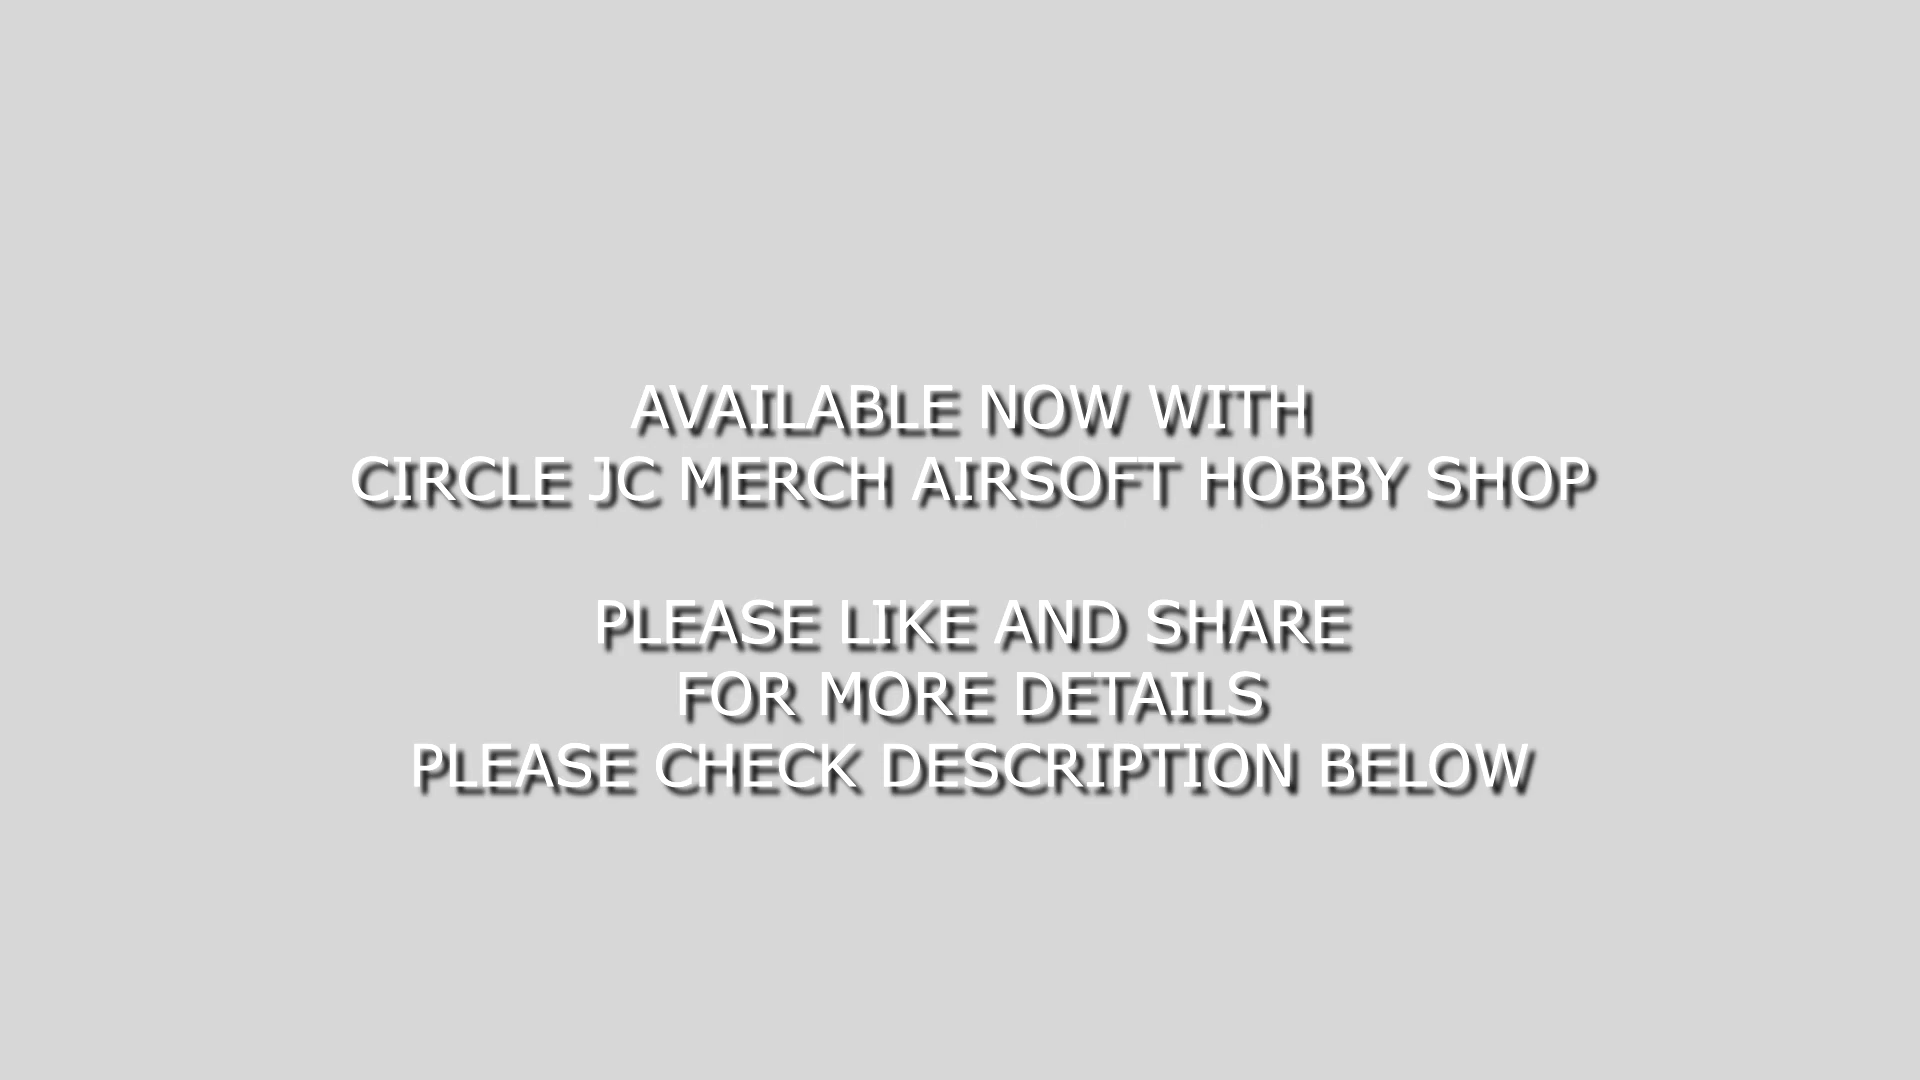 AVAILABLE NOW WITH
CIRCLE JC MERCH AIRSOFT HOBBY SHOP
PLEASE LIKE AND SHARE
FOR MORE DETAILS
PLEASE CHECK DESCRIPTION BELOW